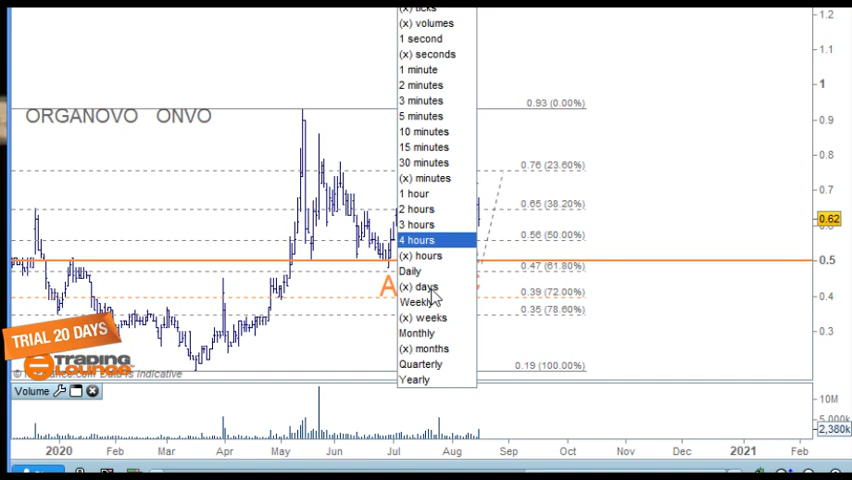 (x) ticks
(x) volumes
1 second
(x) seconds
1 minute
2 minutes
3 minutes
5 minutes
10 minutes
15 minutes
30 minutes
(x) minutes
1 hour
2 hours
3 hours
4 hours
(x) hours
Daily
(x) days
Weekly
(x) weeks
Monthly
(x) months
Quarterly
Yearly
ORGANOVO ONVO
0.93 (0.00%)
0.76 (23.60%)
0.65 (38.20%)
0.56 (50.00%)
0.47 (61.80%)
0.39 (72.00%)
0.35 (78.60%)
0.19 (100.00%)
1.2
1
0.9
0.8
0.7
0.62
0.5
0.4
0.3
A
TRIAL 20 DAYS
TRADING
LOUNGE
Data is indicative
Volume
10M
5,000k
2,380k
2020 Feb Mar Apr May Jun Jul Aug Sep Oct Nov Dec 2021 Feb